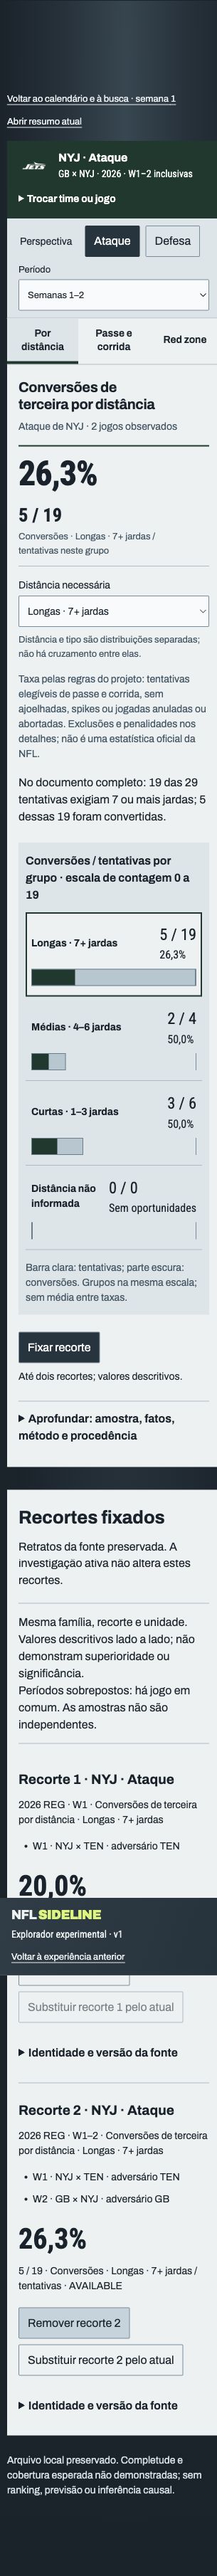 Voltar ao calendário e à busca · semana 1
Abrir resumo atual
JETS
NYJ · Ataque
GB × NYJ · 2026 · W1–2 inclusivas
▶ Trocar time ou jogo
Perspectiva
Ataque
Defesa
Período
Semanas 1–2
Por
distância
Passe e
corrida
Red zone
Conversões de
terceira por distância
Ataque de NYJ · 2 jogos observados
26,3%
5 / 19
Conversões · Longas · 7+ jardas /
tentativas neste grupo
Distância necessária
Longas · 7+ jardas
Distância e tipo são distribuições separadas;
não há cruzamento entre elas.
Taxa pelas regras do projeto: tentativas
elegíveis de passe e corrida, sem
ajoelhadas, spikes ou jogadas anuladas ou
abortadas. Exclusões e penalidades nos
detalhes; não é uma estatística oficial da
NFL.
No documento completo: 19 das 29
tentativas exigiam 7 ou mais jardas; 5
dessas 19 foram convertidas.
Conversões / tentativas por
grupo · escala de contagem 0 a
19
Longas · 7+ jardas
5 / 19
26,3%
Médias · 4–6 jardas
2 / 4
50,0%
Curtas · 1–3 jardas
3 / 6
50,0%
Distância não
informada
0 / 0
Sem oportunidades
Barra clara: tentativas; parte escura:
conversões. Grupos na mesma escala;
sem média entre taxas.
Fixar recorte
Até dois recortes; valores descritivos.
▶ Aprofundar: amostra, fatos,
método e procedência
Recortes fixados
Retratos da fonte preservada. A
investigação ativa não altera estes
recortes.
Mesma família, recorte e unidade.
Valores descritivos lado a lado; não
demonstram superioridade ou
significância.
Períodos sobrepostos: há jogo em
comum. As amostras não são
independentes.
Recorte 1 · NYJ · Ataque
2026 REG · W1 · Conversões de terceira
por distância · Longas · 7+ jardas
• W1 · NYJ × TEN · adversário TEN
20,0%
NFL SIDELINE
Explorador experimental · v1
Voltar à experiência anterior
Substituir recorte 1 pelo atual
▶ Identidade e versão da fonte
Recorte 2 · NYJ · Ataque
2026 REG · W1–2 · Conversões de terceira
por distância · Longas · 7+ jardas
• W1 · NYJ × TEN · adversário TEN
• W2 · GB × NYJ · adversário GB
26,3%
5 / 19 · Conversões · Longas · 7+ jardas /
tentativas · AVAILABLE
Remover recorte 2
Substituir recorte 2 pelo atual
▶ Identidade e versão da fonte
Arquivo local preservado. Completude e
cobertura esperada não demonstradas; sem
ranking, previsão ou inferência causal.